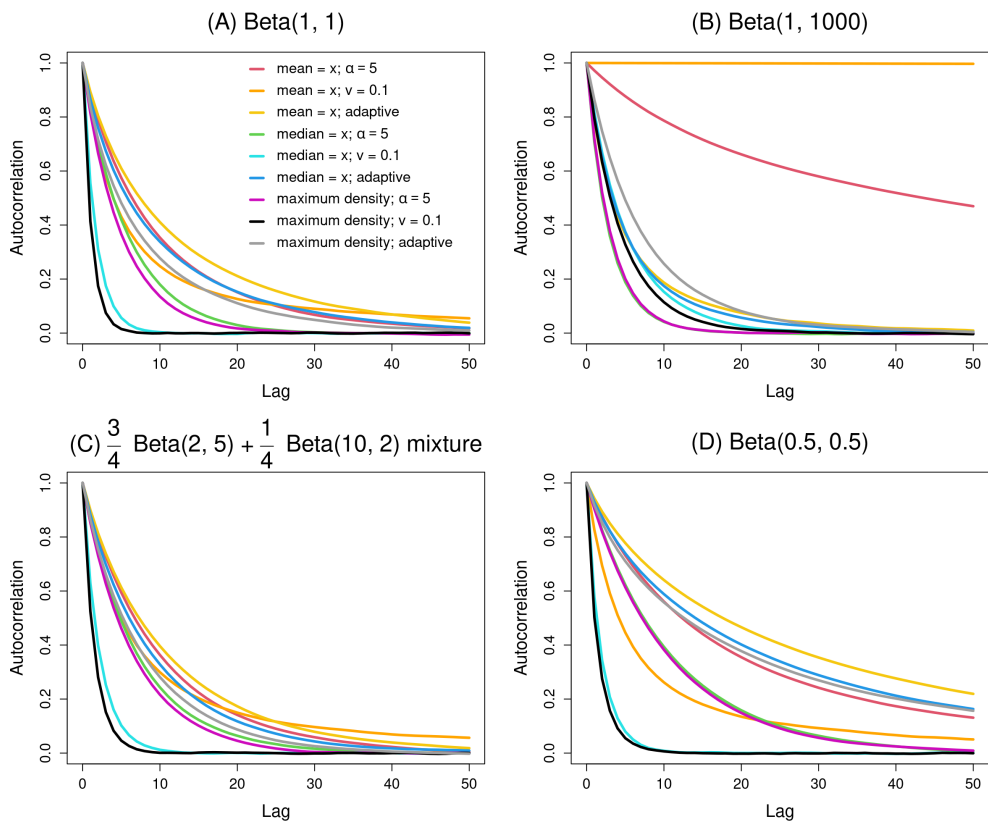 (A) Beta(1, 1)
Autocorrelation
1.0
0.8
0.6
0.4
0.2
0.0
mean = x; α = 5
mean = x; v = 0.1
mean = x; adaptive
median = x; α = 5
median = x; v = 0.1
median = x; adaptive
maximum density; α = 5
maximum density; v = 0.1
maximum density; adaptive
0 10 20 30 40 50
Lag
(B) Beta(1, 1000)
Autocorrelation
1.0
0.8
0.6
0.4
0.2
0.0
0 10 20 30 40 50
Lag
(C) 3/4 Beta(2, 5) + 1/4 Beta(10, 2) mixture
Autocorrelation
1.0
0.8
0.6
0.4
0.2
0.0
0 10 20 30 40 50
Lag
(D) Beta(0.5, 0.5)
Autocorrelation
1.0
0.8
0.6
0.4
0.2
0.0
0 10 20 30 40 50
Lag